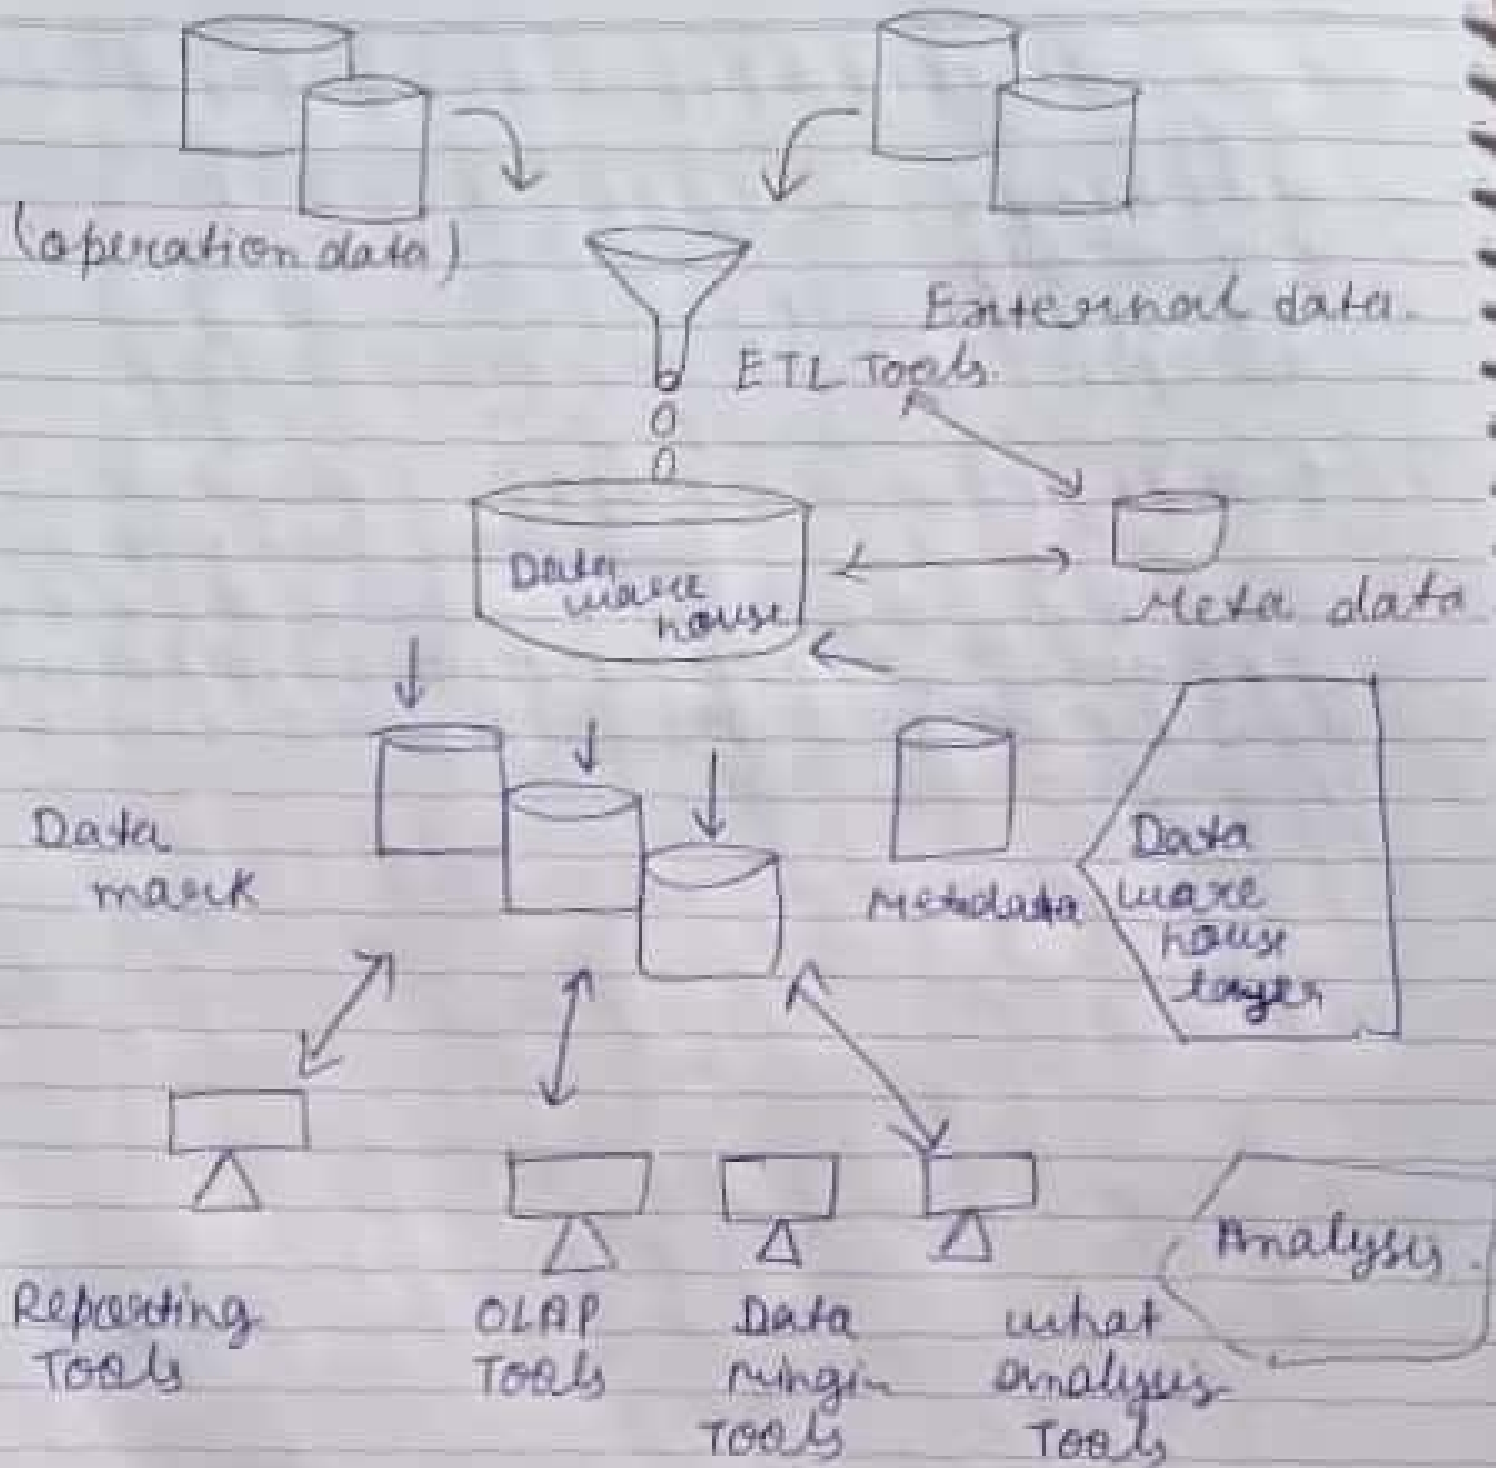 (operation data)
External data.
ETL Tools.
Data
ware
house
Meta data
Data
mark
Metadata
Data
ware
house
layer
Analysis.
Reporting
Tools
OLAP
Tools
Data
mingin
Tools
what
analysis
Tools